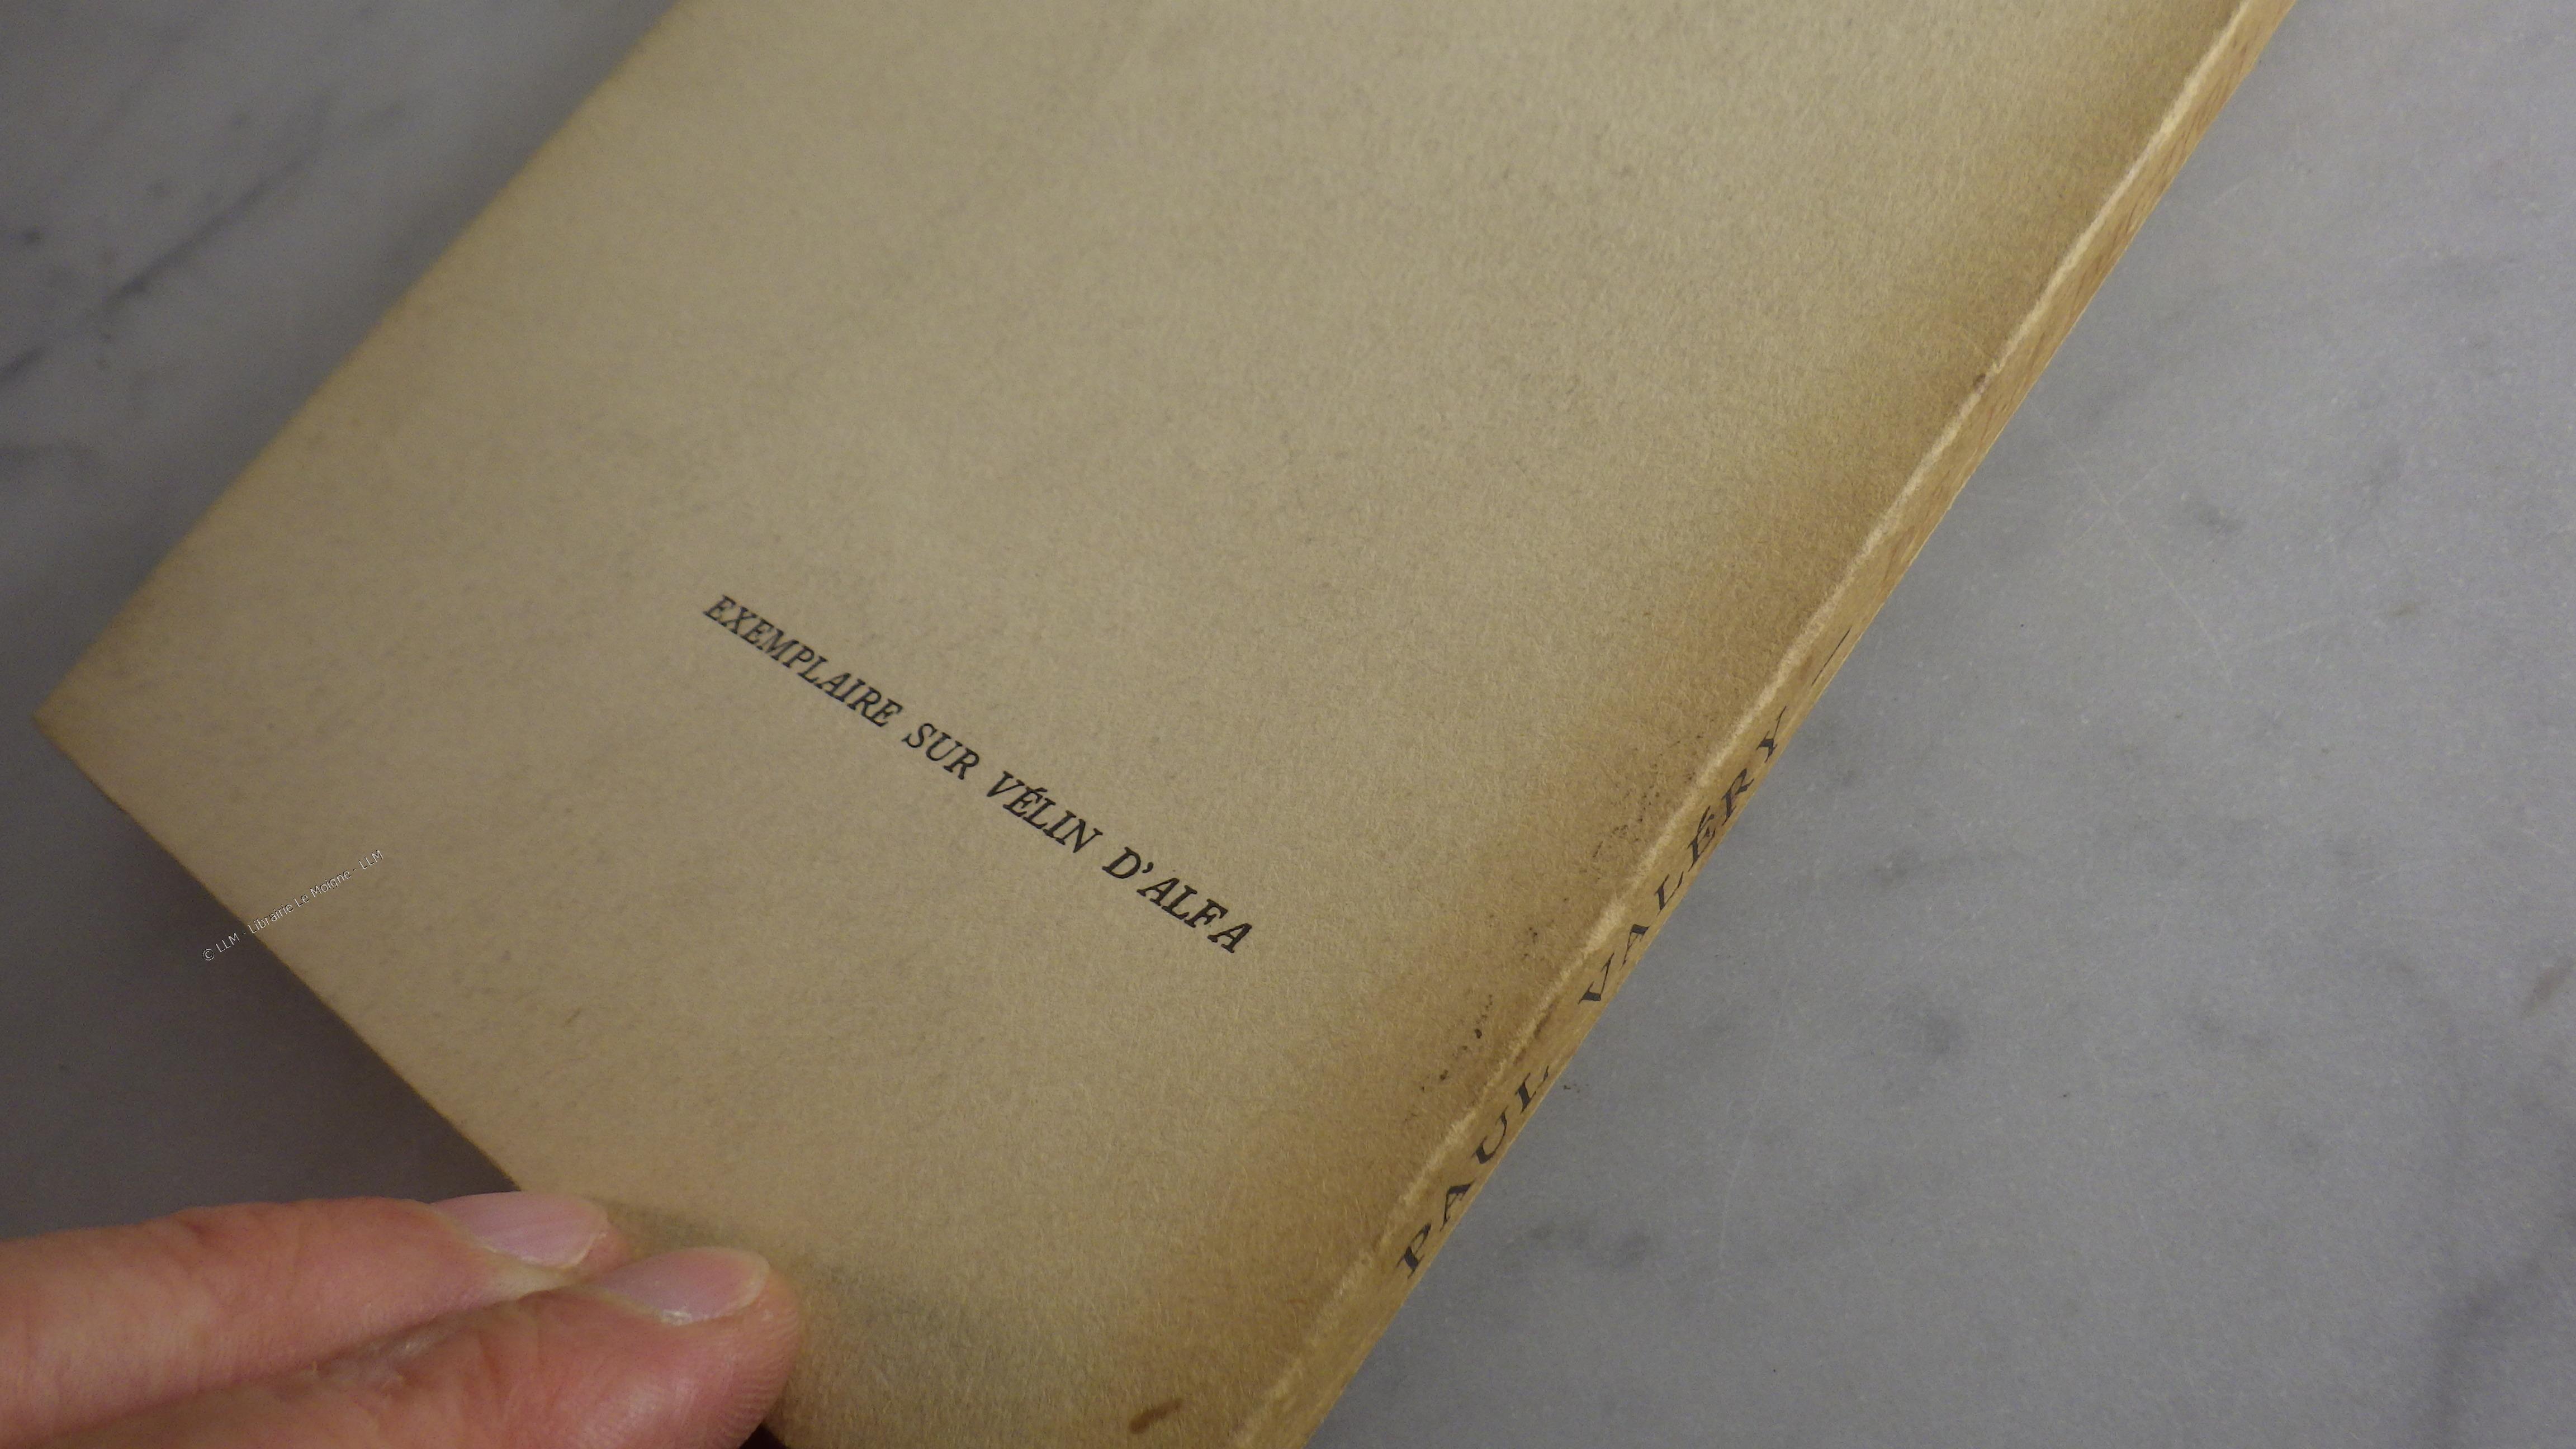 EXEMPLAIRE SUR VÉLIN D'ALFA
PAUL VALÉRY
© LLM - Librairie Le Moigne - LLM